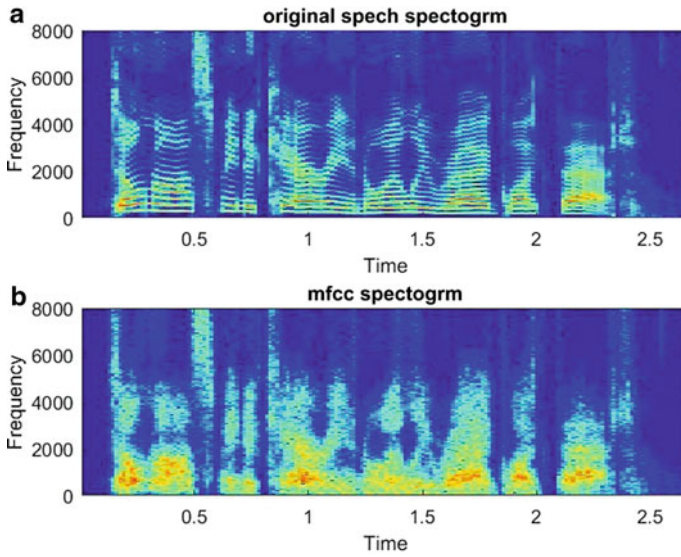 a
original spech spectogrm
8000
6000
4000
2000
0
Frequency
0.5 1 1.5 2 2.5
Time
b
mfcc spectogrm
8000
6000
4000
2000
0
Frequency
0.5 1 1.5 2 2.5
Time